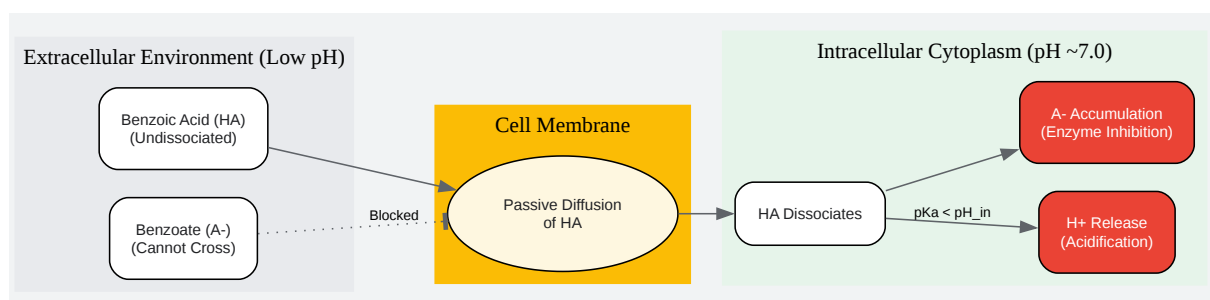 Extracellular Environment (Low pH)
Benzoic Acid (HA)
(Undissociated)
Benzoate (A-)
(Cannot Cross)
Blocked
Cell Membrane
Passive Diffusion
of HA
Intracellular Cytoplasm (pH ~7.0)
HA Dissociates
pKa < pH_in
A- Accumulation
(Enzyme Inhibition)
H+ Release
(Acidification)